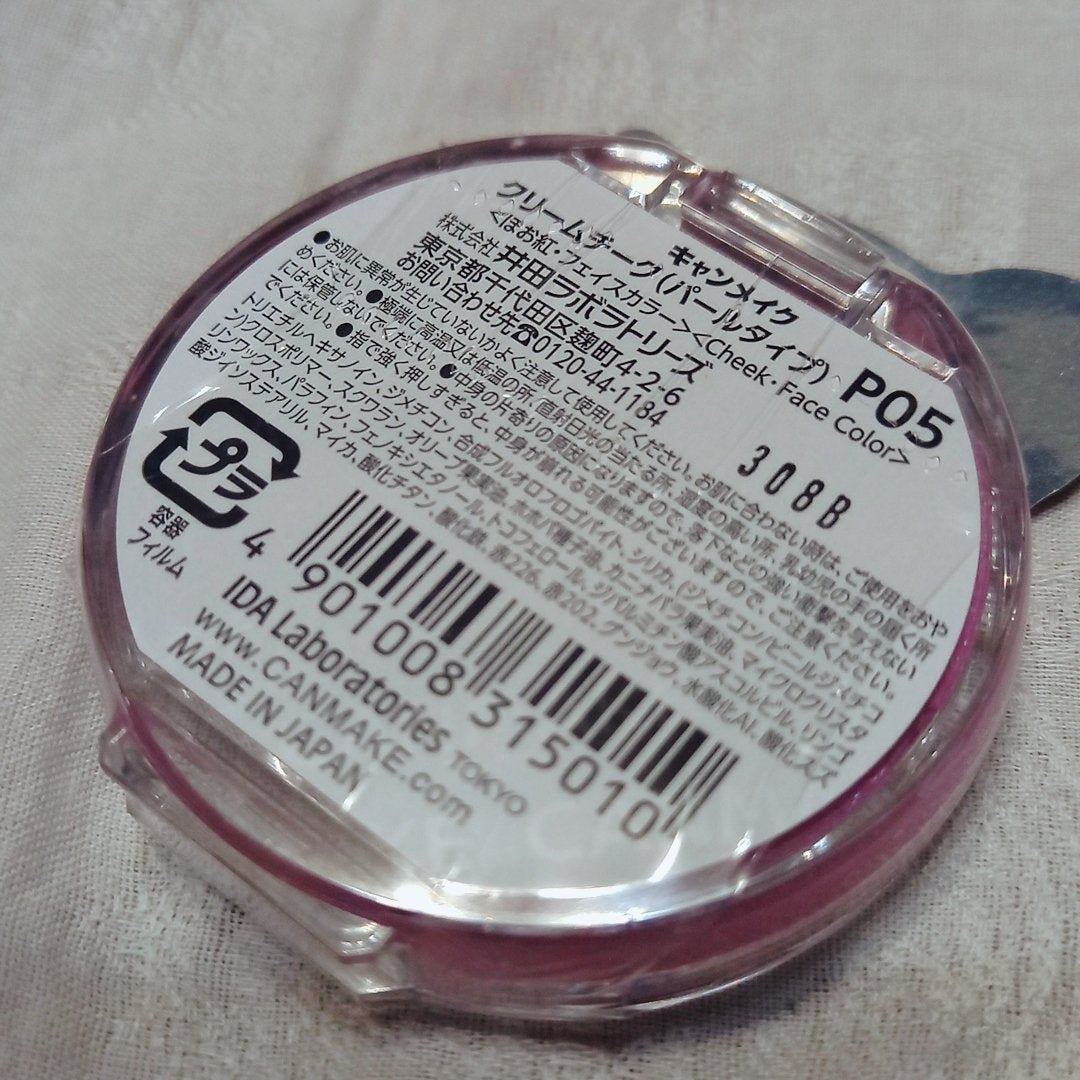 キャンメイク
クリームチーク(パールタイプ) P05
<ほお紅・フェイスカラー><Cheek・Face Color>
株式会社 井田ラボラトリーズ
東京都千代田区麹町4-2-6
お問い合わせ先☎0120-44-1184
308B
●お肌に異常が生じていないかよく注意して使用してください。お肌に合わない時は、ご使用をおや
めください。●極端に高温又は低温の所、直射日光の当たる所、湿度の高い所、乳幼児の手の届く所
には保管しないでください。●中身の片寄りの原因になりますので、落下などの強い衝撃を与えない
でください。●指で強く押しすぎると、中身が崩れる可能性がございますので、ご注意ください。
トリエチルヘキサノイン、ジメチコン、合成フルオロフロゴパイト、シリカ、(ジメチコン/ビニルジメチコ
ン)クロスポリマー、スクワラン、オリーブ果実油、ホホバ種子油、カニナバラ果実油、マイクロクリスタ
リンワックス、パラフィン、フェノキシエタノール、トコフェロール、ジパルミチン酸アスコルビル、リンゴ
酸ジイソステアリル、マイカ、酸化チタン、酸化鉄、赤226、赤202、グンジョウ、水酸化Al、酸化スズ
プラ
容器
フィルム
4 901008 315010
IDA Laboratories TOKYO
www.CANMAKE.com
MADE IN JAPAN